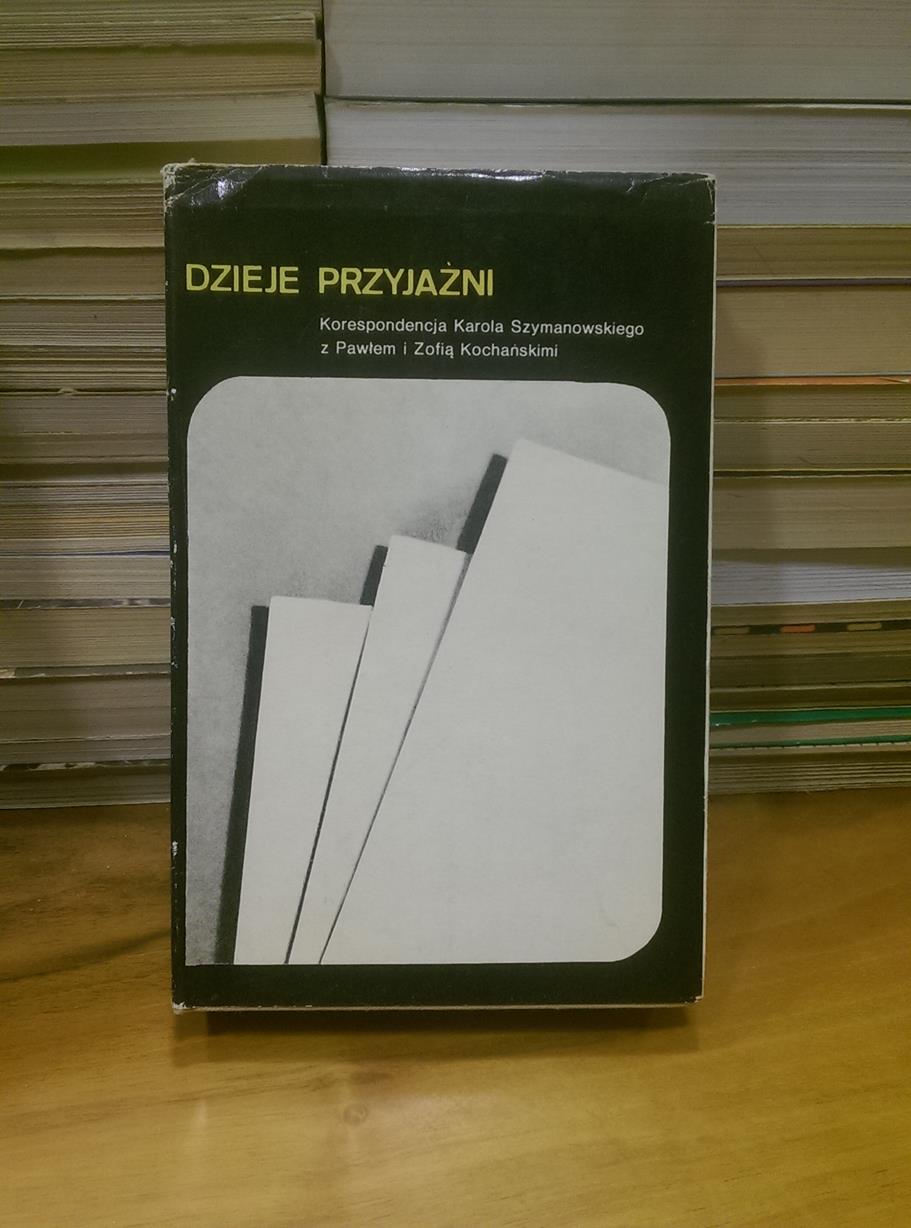 DZIEJE PRZYJAŹNI
Korespondencja Karola Szymanowskiego
z Pawłem i Zofią Kochańskimi